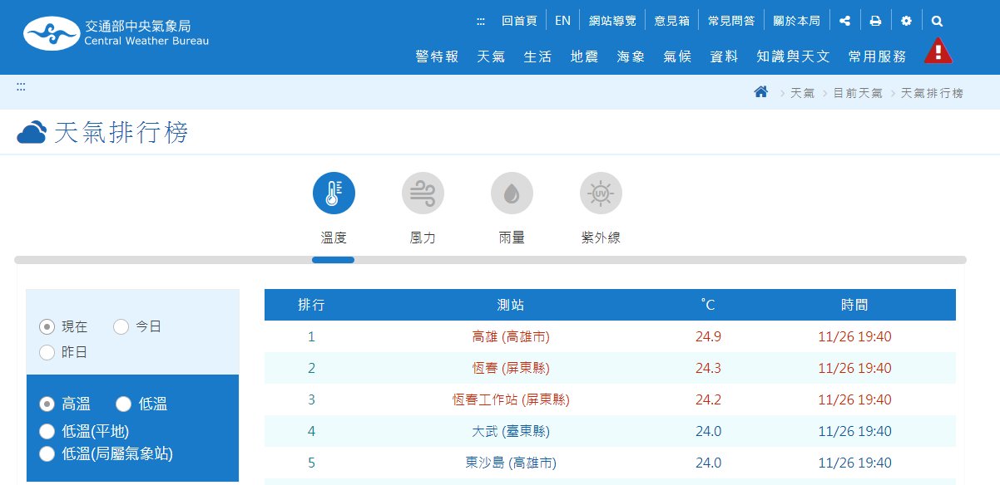 交通部中央氣象局
Central Weather Bureau
::: 回首頁 EN 網站導覽 意見箱 常見問答 關於本局
警特報 天氣 生活 地震 海象 氣候 資料 知識與天文 常用服務
:::
天氣 目前天氣 天氣排行榜
天氣排行榜
UV
溫度 風力 雨量 紫外線
現在 今日
昨日
高溫 低溫
低溫(平地)
低溫(局屬氣象站)
排行 測站 ˚C 時間
1 高雄 (高雄市) 24.9 11/26 19:40
2 恆春 (屏東縣) 24.3 11/26 19:40
3 恆春工作站 (屏東縣) 24.2 11/26 19:40
4 大武 (臺東縣) 24.0 11/26 19:40
5 東沙島 (高雄市) 24.0 11/26 19:40